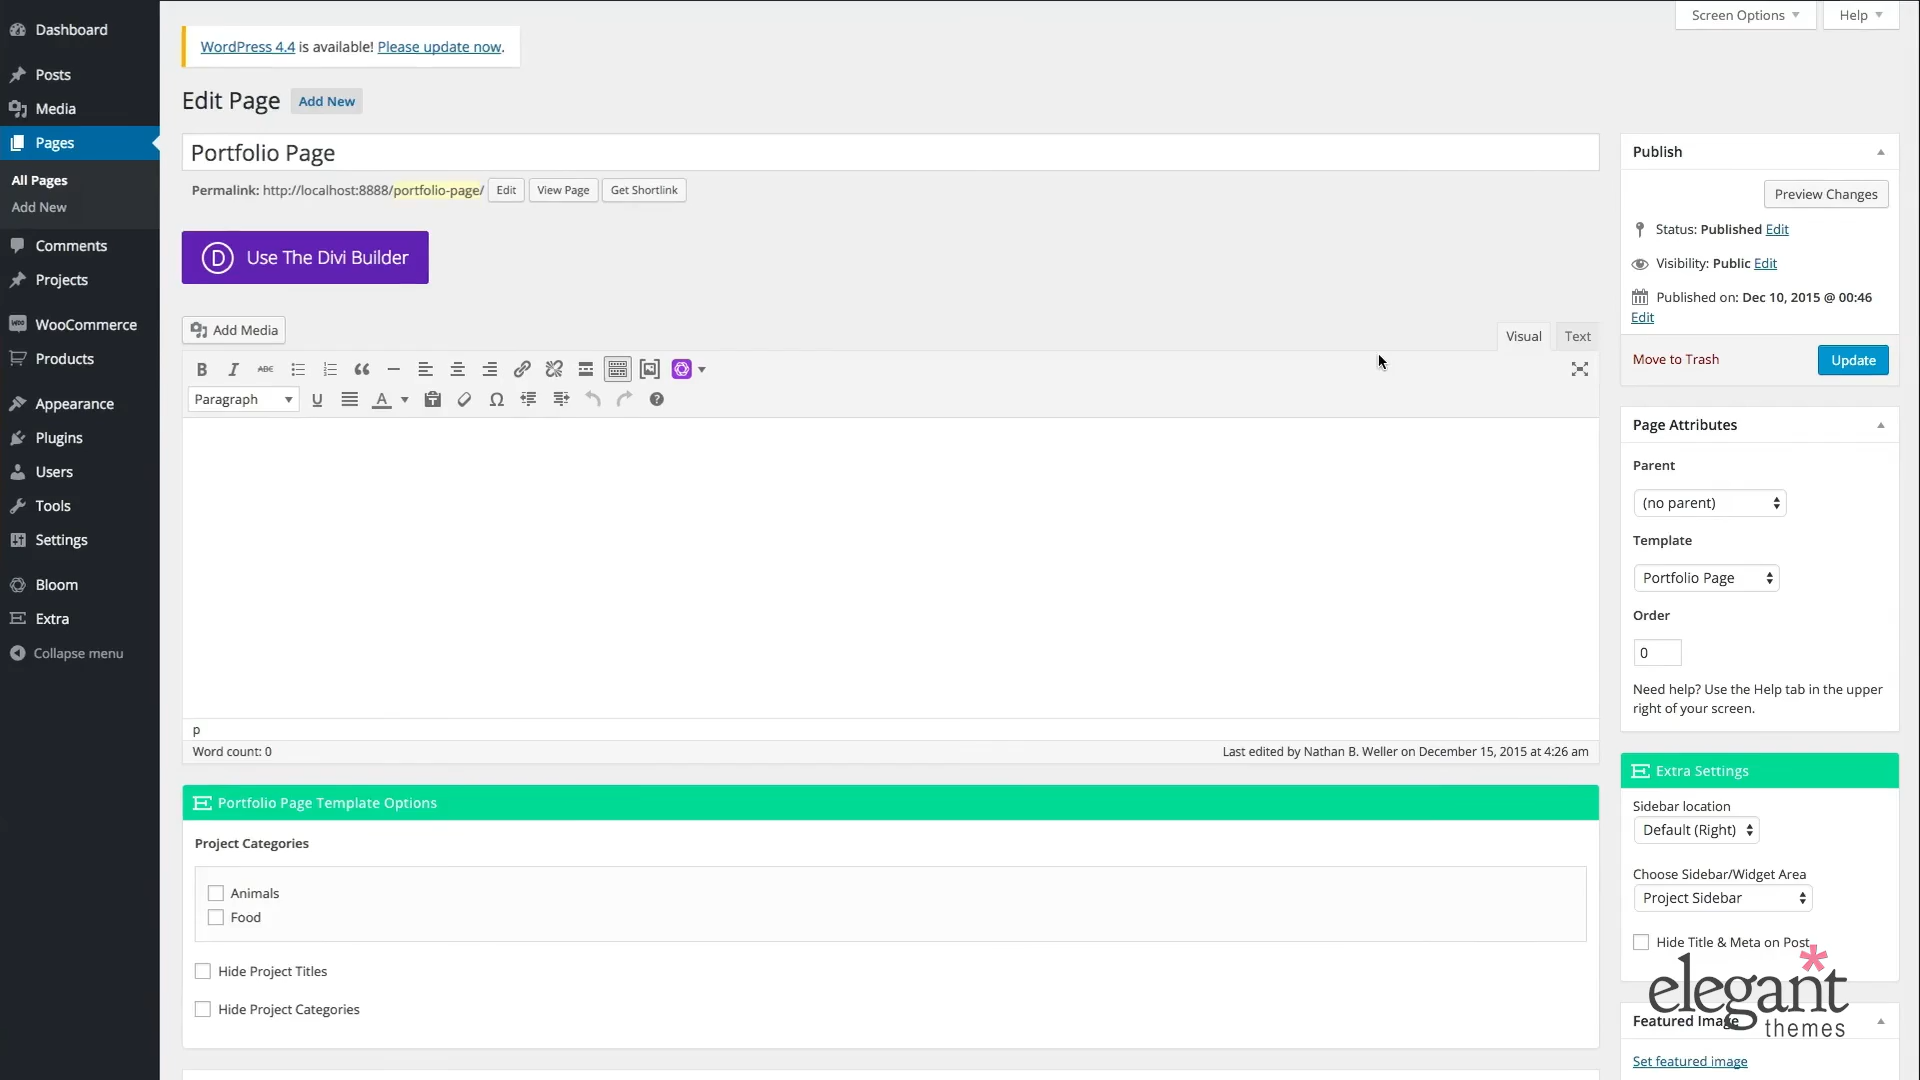 Dashboard
Posts
Media
Pages
All Pages
Add New
Comments
Projects
WooCommerce
Products
Appearance
Plugins
Users
Tools
Settings
Bloom
Extra
Collapse menu
Screen Options
Help
WordPress 4.4 is available! Please update now.
Edit Page Add New
Portfolio Page
Permalink: http://localhost:8888/portfolio-page/ Edit View Page Get Shortlink
D Use The Divi Builder
Add Media
Visual Text
B I ABC
Paragraph U A Ω
p
Word count: 0
Last edited by Nathan B. Weller on December 15, 2015 at 4:26 am
Portfolio Page Template Options
Project Categories
Animals
Food
Hide Project Titles
Hide Project Categories
Publish
Preview Changes
Status: Published Edit
Visibility: Public Edit
Published on: Dec 10, 2015 @ 00:46
Edit
Move to Trash Update
Page Attributes
Parent
(no parent)
Template
Portfolio Page
Order
0
Need help? Use the Help tab in the upper
right of your screen.
Extra Settings
Sidebar location
Default (Right)
Choose Sidebar/Widget Area
Project Sidebar
Hide Title & Meta on Post
elegant
themes
Featured Image
Set featured image